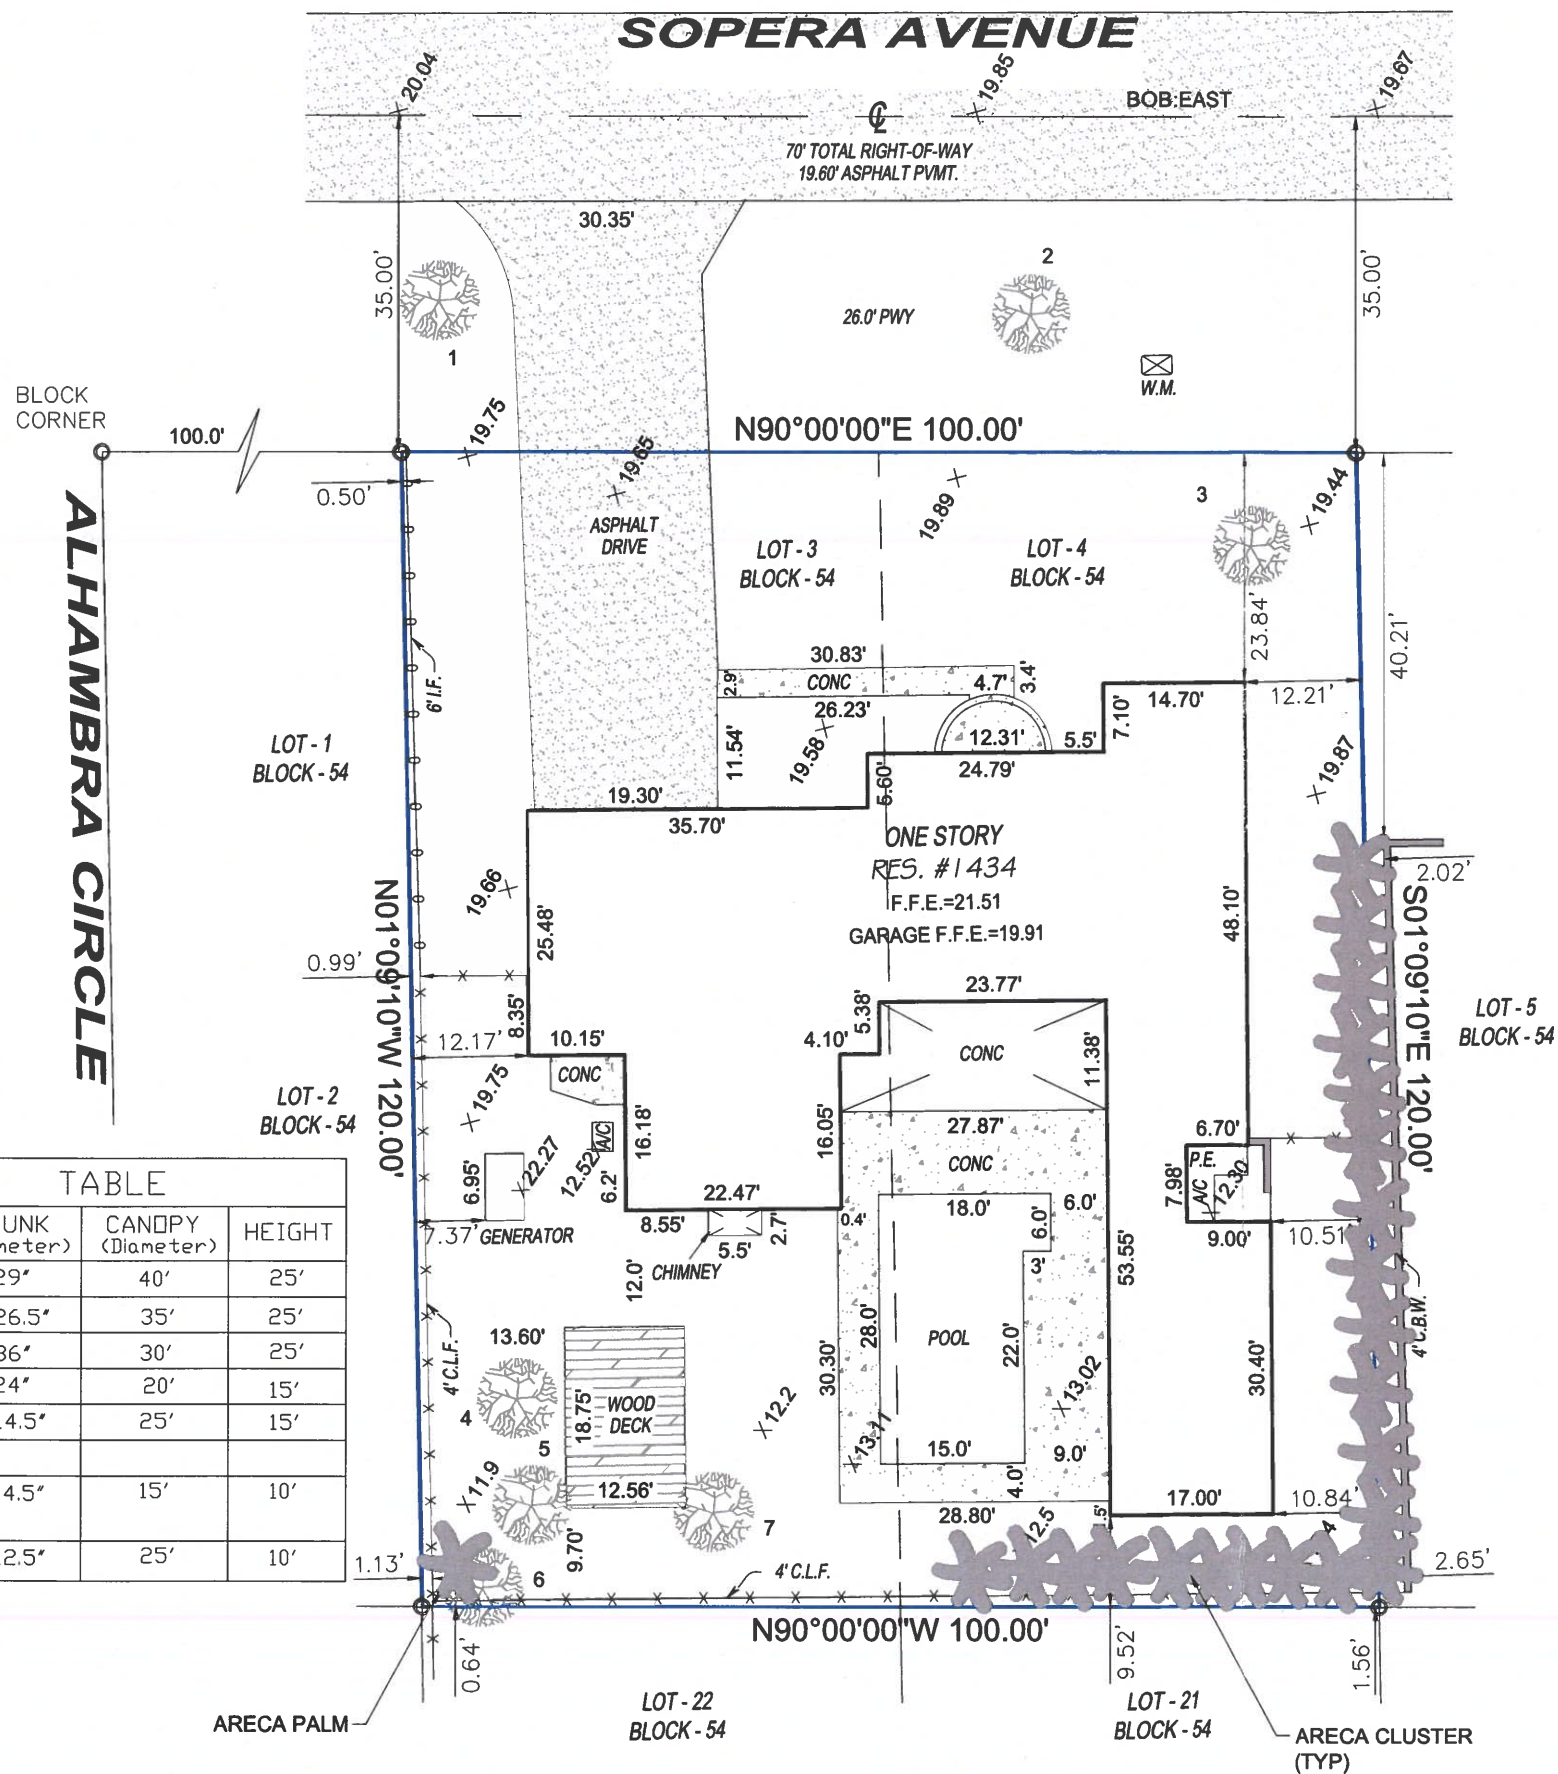 SOPERA AVENUE
20.04
19.85
19.67
BOB:EAST
℄
70' TOTAL RIGHT-OF-WAY
19.60' ASPHALT PVMT.
30.35'
35.00'
35.00'
1
2
26.0' PWY
W.M.
BLOCK
CORNER
100.0'
19.75
N90°00'00"E 100.00'
0.50'
19.65
19.89
3
19.44
ASPHALT
DRIVE
LOT - 3
BLOCK - 54
LOT - 4
BLOCK - 54
ALHAMBRA CIRCLE
6' I.F.
23.84'
40.21'
30.83'
2.9'
CONC
4.7'
3.4'
14.70'
12.21'
26.23'
7.10'
LOT - 1
BLOCK - 54
11.54'
19.58
12.31'
5.5'
24.79'
19.87
19.30'
5.60'
35.70'
ONE STORY
RES. #1434
F.F.E.=21.51
GARAGE F.F.E.=19.91
2.02'
19.66
25.48'
48.10'
N01°09'10"W 120.00'
S01°09'10"E 120.00'
0.99'
8.35'
23.77'
5.38'
LOT - 5
BLOCK - 54
12.17'
10.15'
4.10'
CONC
CONC
11.38'
LOT - 2
BLOCK - 54
19.75
16.18'
16.05'
27.87'
CONC
6.70'
A/C
22.27
12.52
6.2'
P.E.
A/C
12.30
7.98'
6.95'
22.47'
18.0'
6.0'
6.0'
7.37'
GENERATOR
8.55'
5.5'
2.7'
0.4'
9.00'
10.51'
CHIMNEY
12.0'
3'
53.55'
TABLE
UNK
CANOPY
HEIGHT
meter)
(Diameter)
29"
40'
25'
26.5"
35'
25'
36"
30'
25'
24"
20'
15'
4.5"
25'
15'
4.5"
15'
10'
2.5"
25'
10'
4' C.L.F.
13.60'
18.75'
WOOD
DECK
12.56'
4
5
6
7
11.9
9.70'
12.2
30.30'
28.0'
POOL
22.0'
13.02
13.11
15.0'
4.0'
9.0'
30.40'
4' C.B.W.
28.80'
12.5
17.00'
10.84'
1.13'
4' C.L.F.
2.65'
N90°00'00"W 100.00'
0.64'
9.52'
1.56'
LOT - 22
BLOCK - 54
LOT - 21
BLOCK - 54
ARECA PALM
ARECA CLUSTER
(TYP)